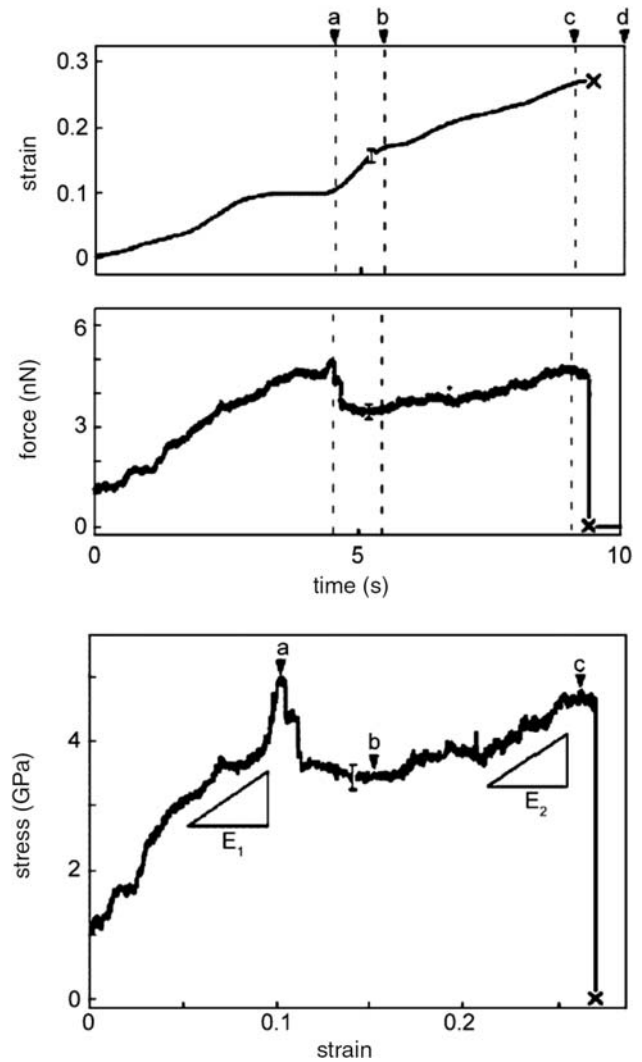 a b c d
0.3
0.2
0.1
0
strain
6
3
0
force (nN)
0 5 10
time (s)
a
c
b
4
2
0
stress (GPa)
E1
E2
0 0.1 0.2
strain